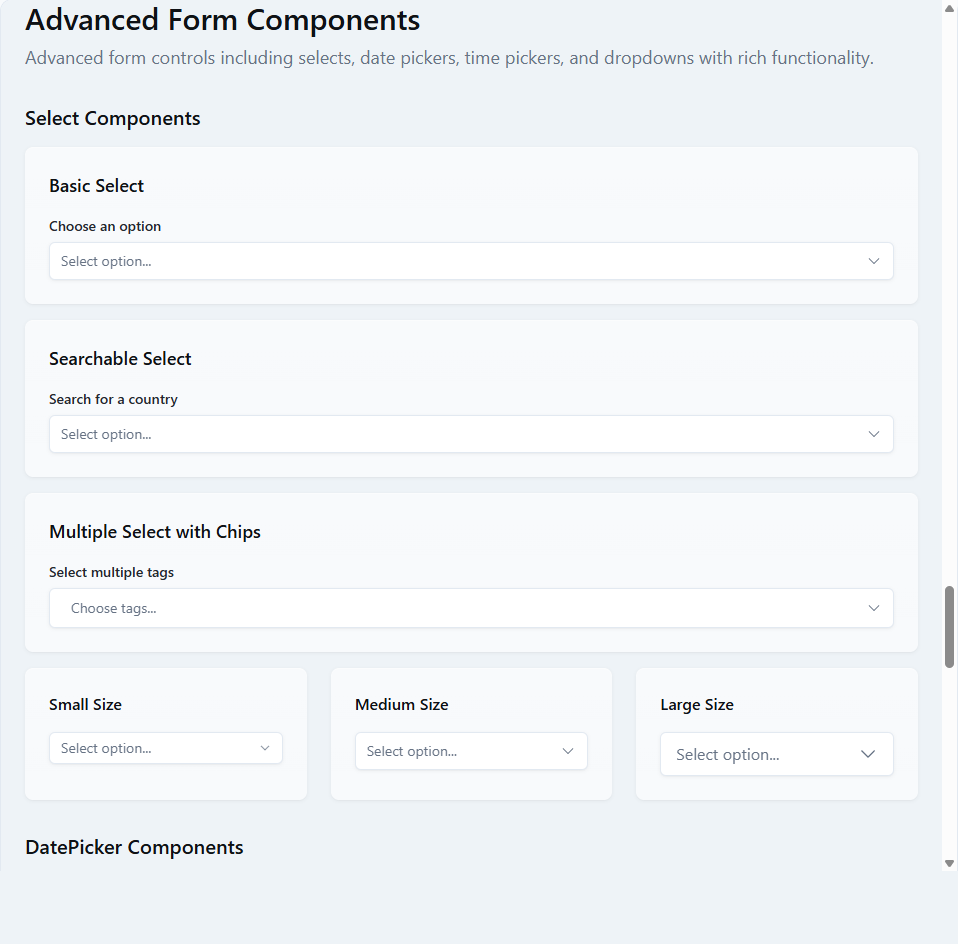 Advanced Form Components
Advanced form controls including selects, date pickers, time pickers, and dropdowns with rich functionality.
Select Components
Basic Select
Choose an option
Select option...
Searchable Select
Search for a country
Select option...
Multiple Select with Chips
Select multiple tags
Choose tags...
Small Size
Select option...
Medium Size
Select option...
Large Size
Select option...
DatePicker Components